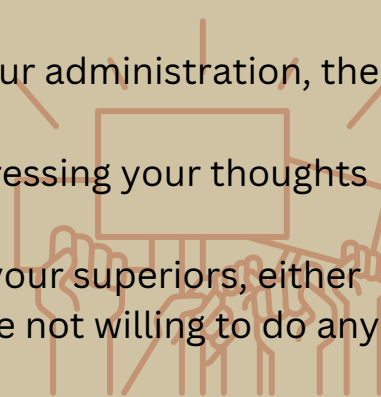 ur administration, the
essing your thoughts
your superiors, either
e not willing to do any